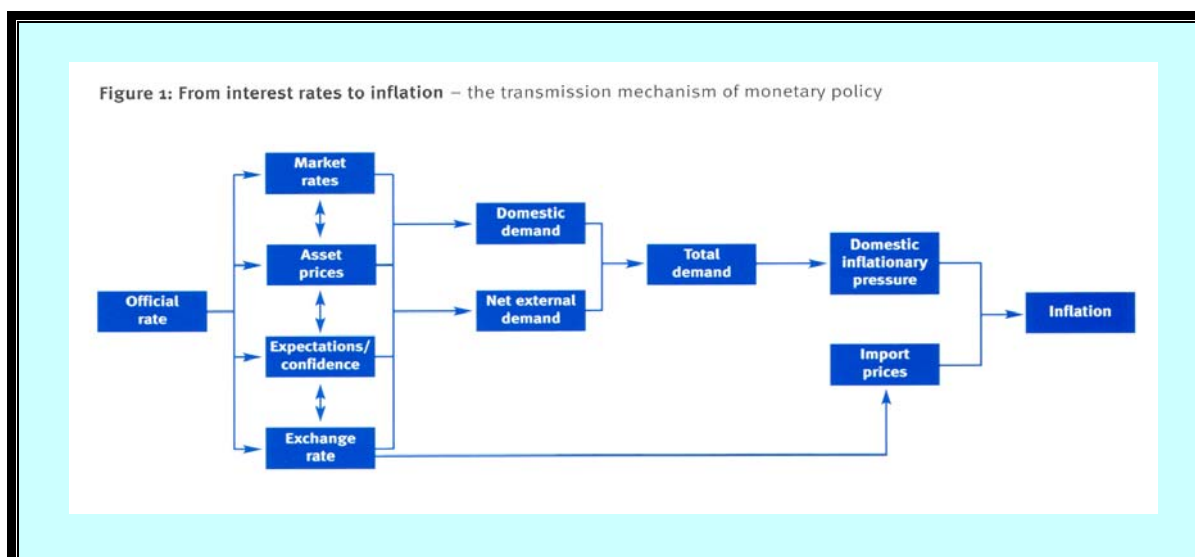 Figure 1: From interest rates to inflation – the transmission mechanism of monetary policy
Official
rate
Market
rates
Asset
prices
Expectations/
confidence
Exchange
rate
Domestic
demand
Net external
demand
Total
demand
Domestic
inflationary
pressure
Import
prices
Inflation